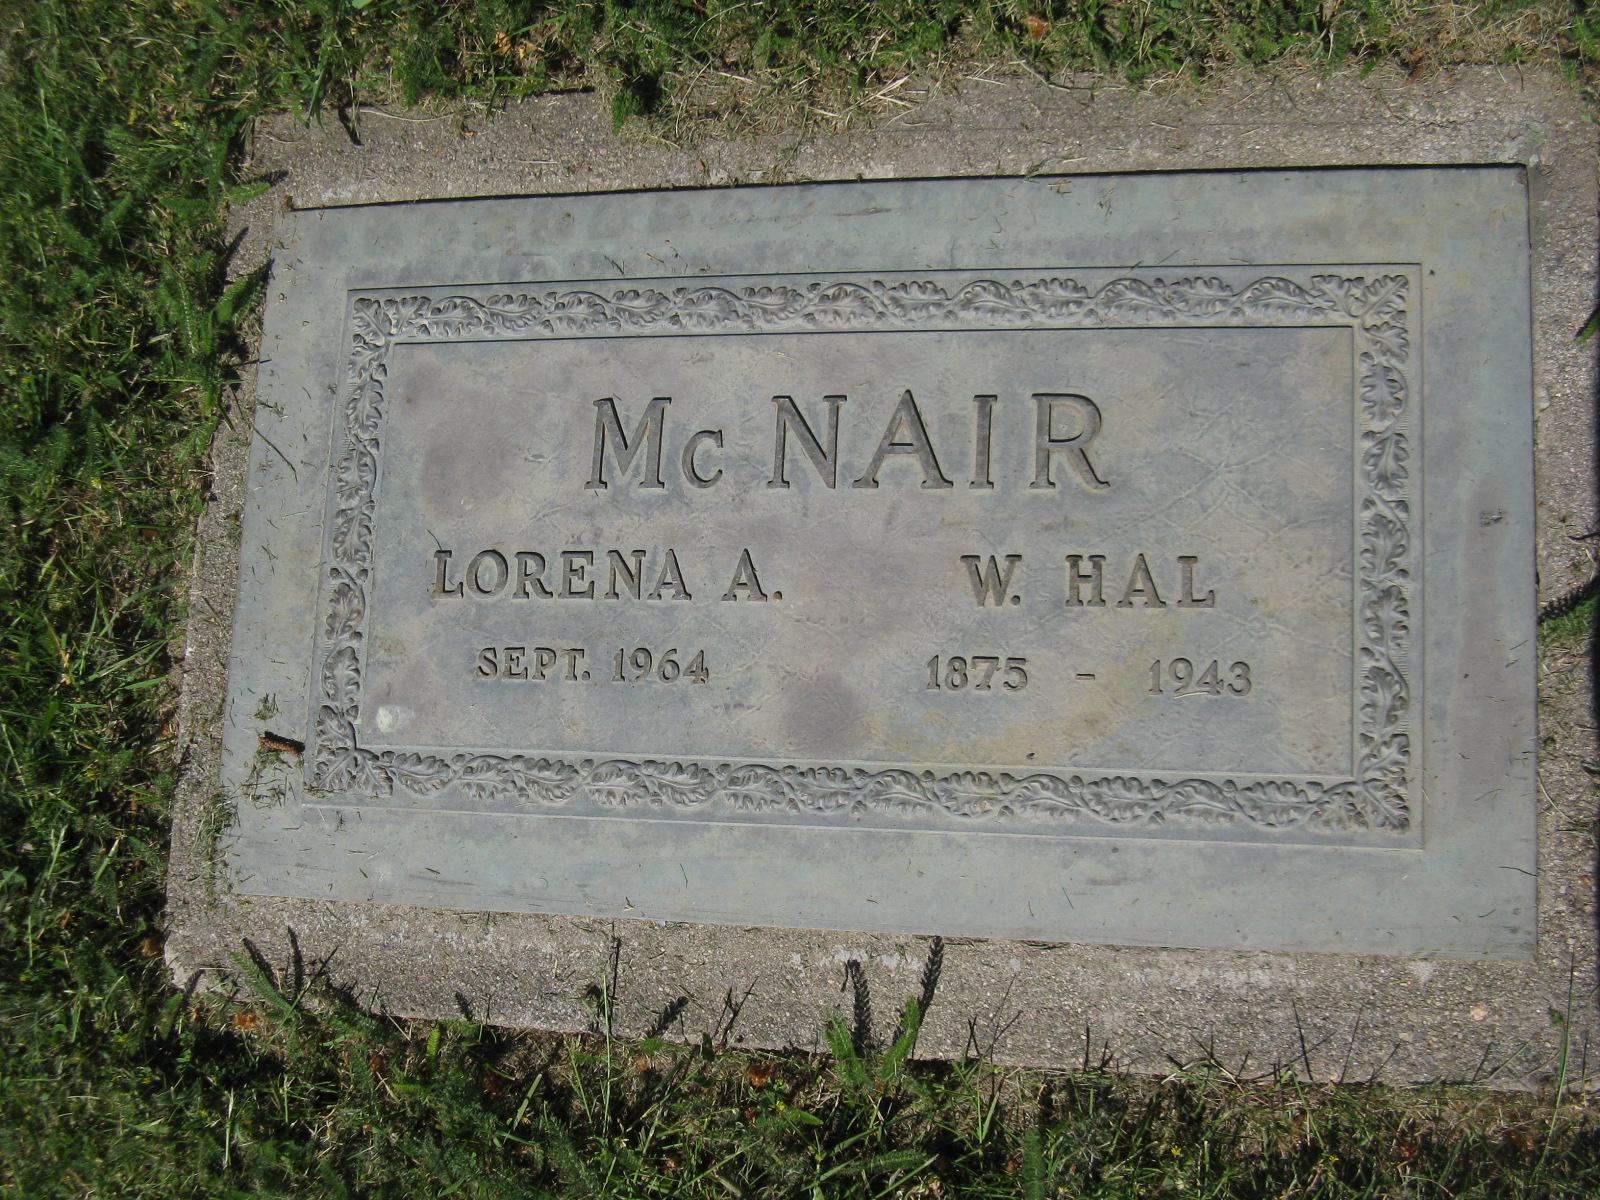 McNAIR
LORENA A. W. HAL
SEPT. 1964 1875 - 1943